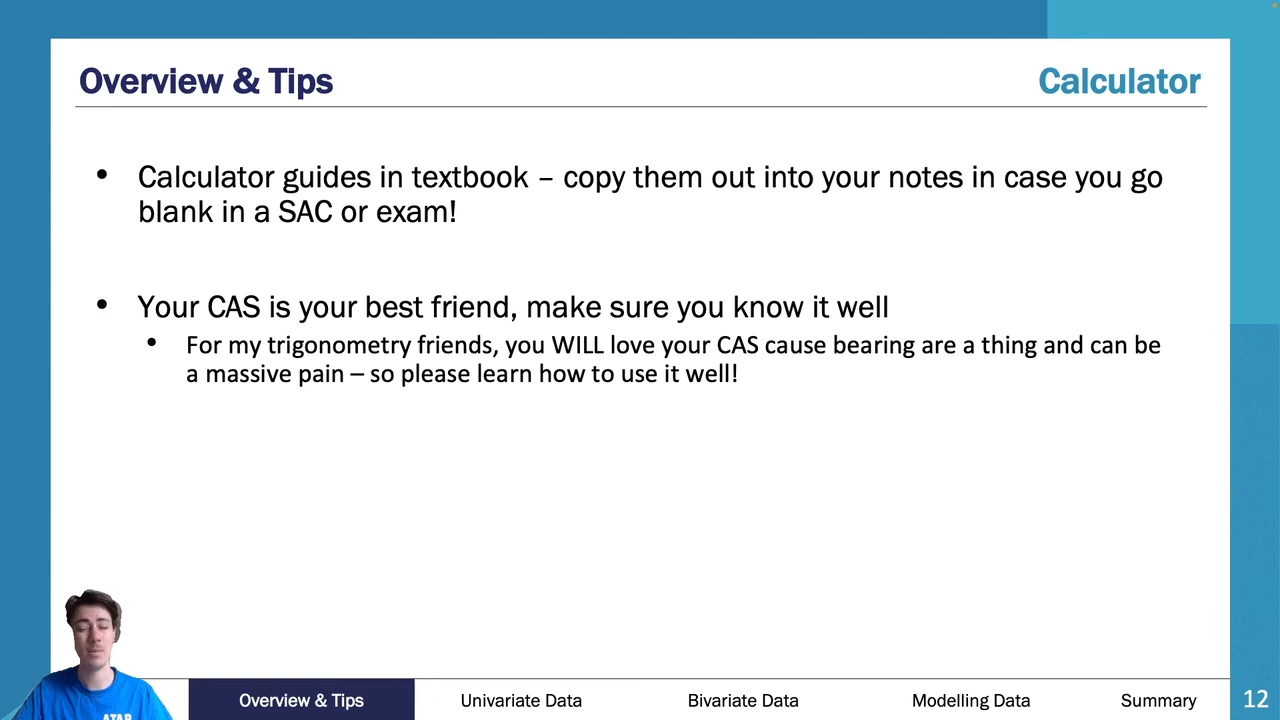 Overview & Tips
Calculator
• Calculator guides in textbook – copy them out into your notes in case you go
blank in a SAC or exam!
• Your CAS is your best friend, make sure you know it well
• For my trigonometry friends, you WILL love your CAS cause bearing are a thing and can be
a massive pain – so please learn how to use it well!
ATAR
Overview & Tips
Univariate Data
Bivariate Data
Modelling Data
Summary
12